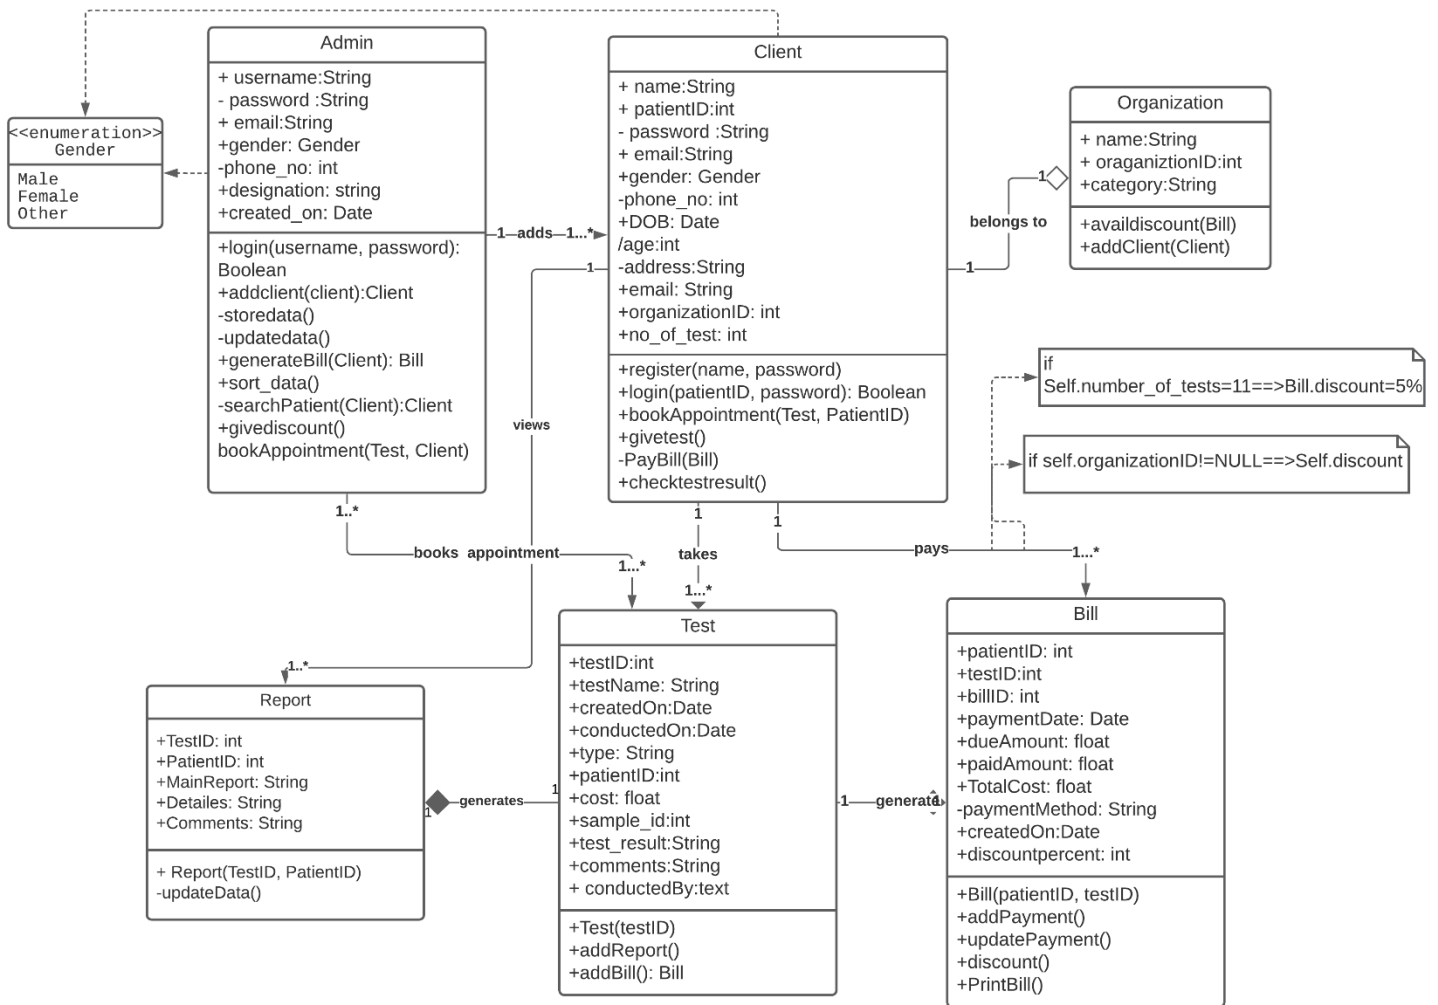 Admin
+ username:String
- password :String
+ email:String
+gender: Gender
-phone_no: int
+designation: string
+created_on: Date
+login(username, password):
Boolean
+addclient(client):Client
-storedata()
-updatedata()
+generateBill(Client): Bill
+sort_data()
-searchPatient(Client):Client
+givediscount()
bookAppointment(Test, Client)
<<enumeration>>
Gender
Male
Female
Other
Client
+ name:String
+ patientID:int
- password :String
+ email:String
+gender: Gender
-phone_no: int
+DOB: Date
/age:int
-address:String
+email: String
+organizationID: int
+no_of_test: int
+register(name, password)
+login(patientID, password): Boolean
+bookAppointment(Test, PatientID)
+givetest()
-PayBill(Bill)
+checktestresult()
Organization
+ name:String
+ oraganiztionID:int
+category:String
+availdiscount(Bill)
+addClient(Client)
1 adds 1...*
1
belongs to
1
1
views
1..*
if
Self.number_of_tests=11==>Bill.discount=5%
if self.organizationID!=NULL==>Self.discount
1..*
books appointment
1...*
1
takes
1...*
1
pays
1...*
Report
+TestID: int
+PatientID: int
+MainReport: String
+Detailes: String
+Comments: String
+ Report(TestID, PatientID)
-updateData()
1 generates 1
Test
+testID:int
+testName: String
+createdOn:Date
+conductedOn:Date
+type: String
+patientID:int
+cost: float
+sample_id:int
+test_result:String
+comments:String
+ conductedBy:text
+Test(testID)
+addReport()
+addBill(): Bill
1 generate 1
Bill
+patientID: int
+testID:int
+billID: int
+paymentDate: Date
+dueAmount: float
+paidAmount: float
+TotalCost: float
-paymentMethod: String
+createdOn:Date
+discountpercent: int
+Bill(patientID, testID)
+addPayment()
+updatePayment()
+discount()
+PrintBill()